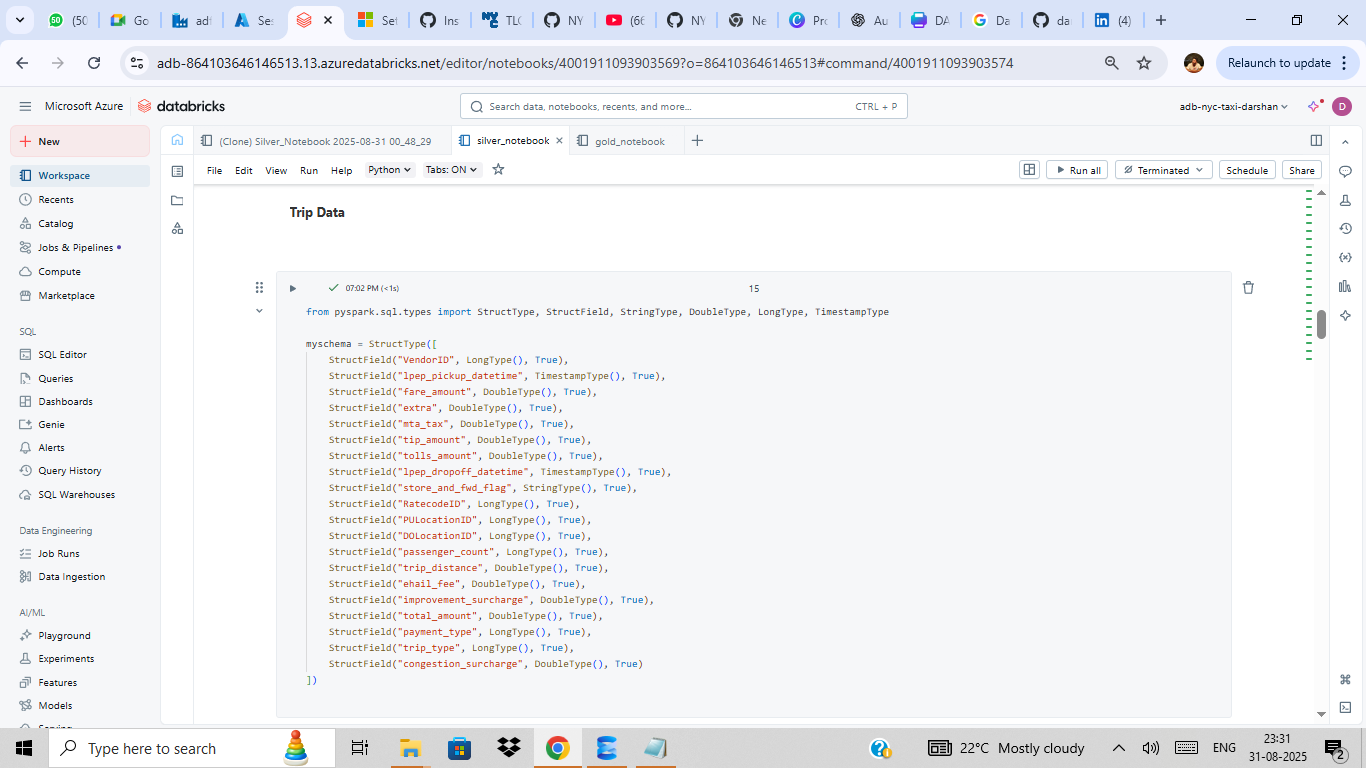 (50
Go
adf
Ses
Set
Ins
TLC
NY
(66
NY
Ne
Pro
Au
DA
Da
da
(4)
adb-864103646146513.13.azuredatabricks.net/editor/notebooks/4001911093903569?o=864103646146513#command/4001911093903574
Relaunch to update
Microsoft Azure
databricks
Search data, notebooks, recents, and more...
CTRL + P
adb-nyc-taxi-darshan
D
New
(Clone) Silver_Notebook 2025-08-31 00_48_29
silver_notebook
gold_notebook
File Edit View Run Help Python Tabs: ON
Run all
Terminated
Schedule
Share
Workspace
Recents
Catalog
Jobs & Pipelines
Compute
Marketplace
SQL
SQL Editor
Queries
Dashboards
Genie
Alerts
Query History
SQL Warehouses
Data Engineering
Job Runs
Data Ingestion
AI/ML
Playground
Experiments
Features
Models
Trip Data
07:02 PM (<1s)
15
from pyspark.sql.types import StructType, StructField, StringType, DoubleType, LongType, TimestampType
myschema = StructType([
StructField("VendorID", LongType(), True),
StructField("lpep_pickup_datetime", TimestampType(), True),
StructField("fare_amount", DoubleType(), True),
StructField("extra", DoubleType(), True),
StructField("mta_tax", DoubleType(), True),
StructField("tip_amount", DoubleType(), True),
StructField("tolls_amount", DoubleType(), True),
StructField("lpep_dropoff_datetime", TimestampType(), True),
StructField("store_and_fwd_flag", StringType(), True),
StructField("RatecodeID", LongType(), True),
StructField("PULocationID", LongType(), True),
StructField("DOLocationID", LongType(), True),
StructField("passenger_count", LongType(), True),
StructField("trip_distance", DoubleType(), True),
StructField("ehail_fee", DoubleType(), True),
StructField("improvement_surcharge", DoubleType(), True),
StructField("total_amount", DoubleType(), True),
StructField("payment_type", LongType(), True),
StructField("trip_type", LongType(), True),
StructField("congestion_surcharge", DoubleType(), True)
])
Type here to search
22°C Mostly cloudy
ENG
23:31
31-08-2025
2